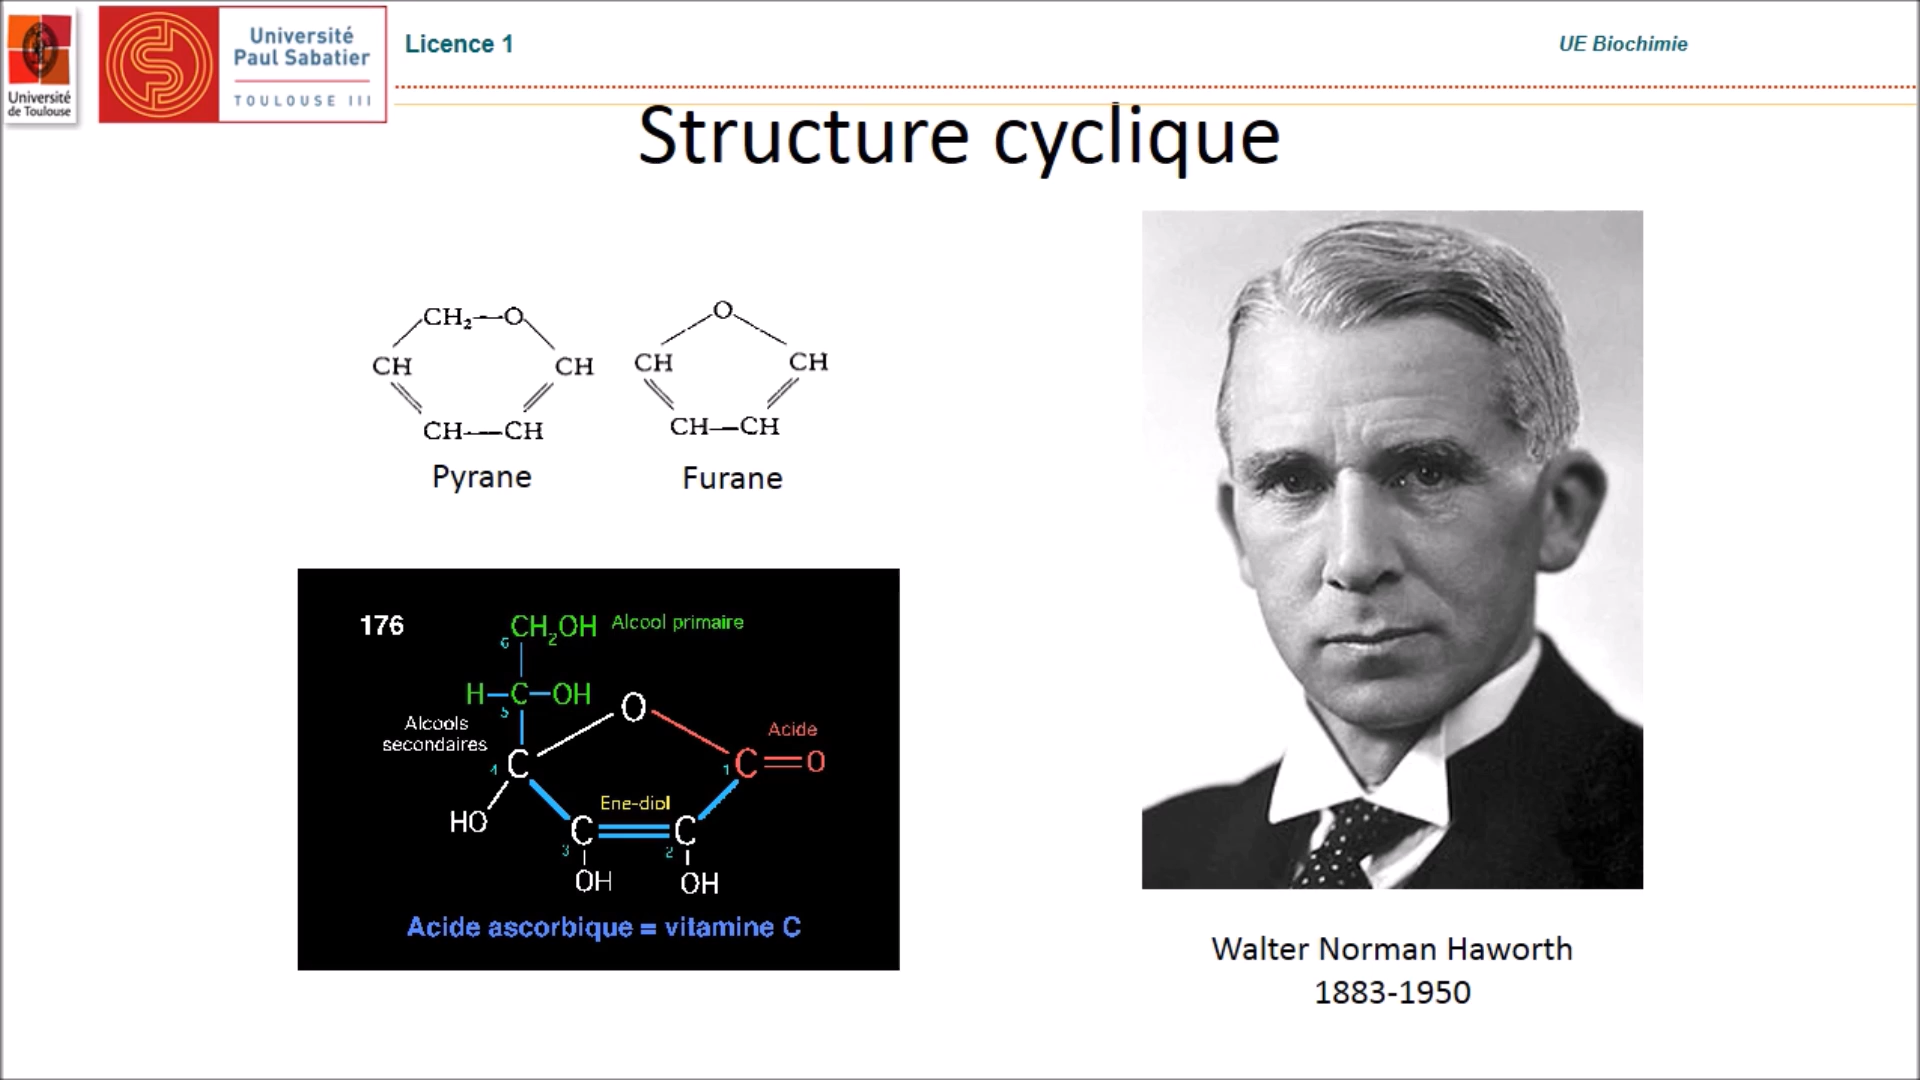 Université
de Toulouse
Université
Paul Sabatier
TOULOUSE III
Licence 1
UE Biochimie
Structure cyclique
CH₂—O
CH CH
CH—CH
Pyrane
O
CH CH
CH—CH
Furane
176
CH₂OH Alcool primaire
6
H—C—OH
5
Alcools
secondaires
O
Acide
4 C
1 C=O
HO
Ene-diol
C=C
3 2
OH OH
Acide ascorbique = vitamine C
Walter Norman Haworth
1883-1950